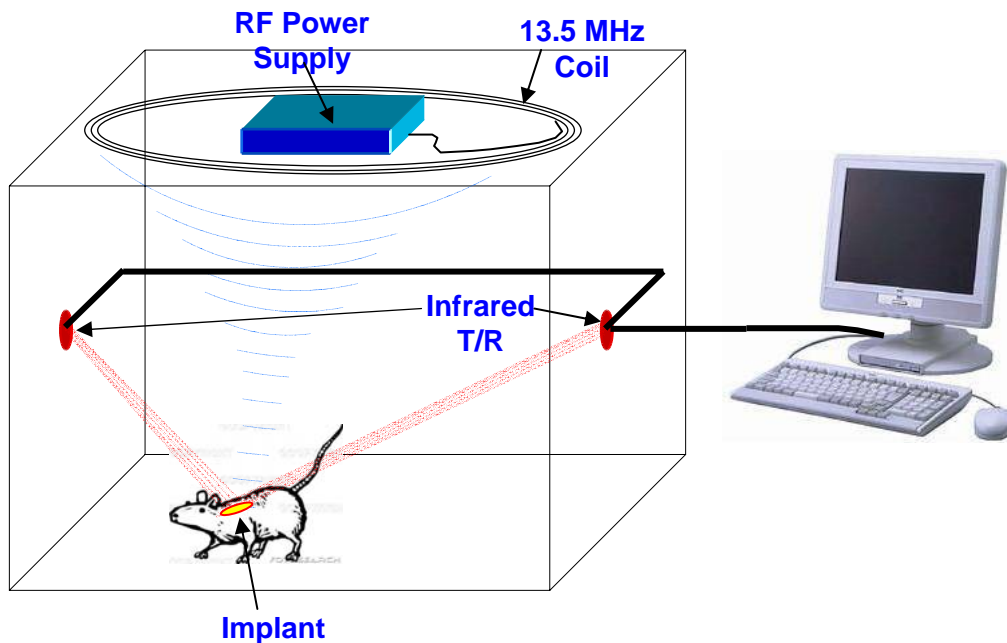 RF Power
Supply
13.5 MHz
Coil
Infrared
T/R
Implant